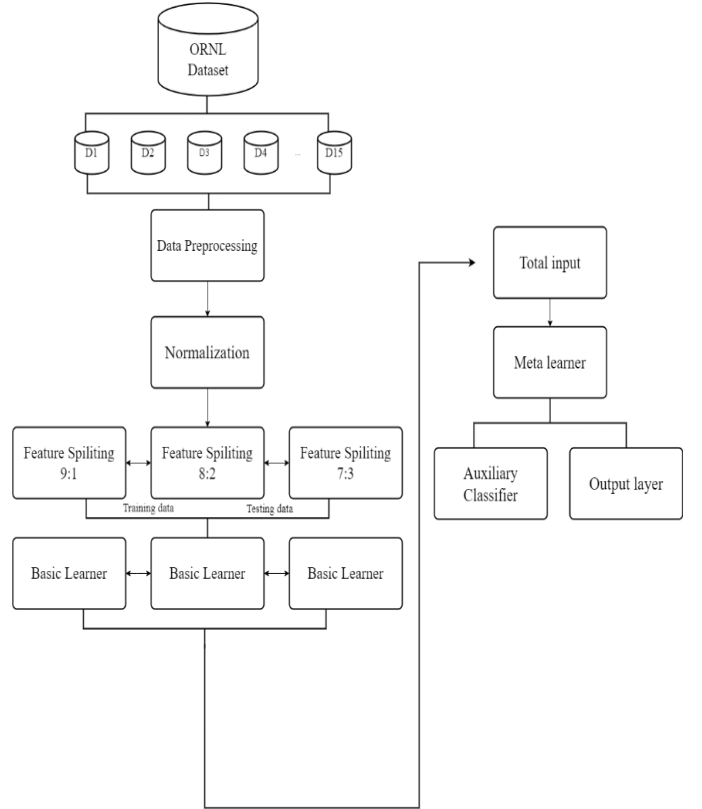 ORNL
Dataset
D1
D2
D3
D4
...
D15
Data Preprocessing
Normalization
Feature Spiliting
9:1
Feature Spiliting
8:2
Feature Spiliting
7:3
Training data
Testing data
Basic Learner
Basic Learner
Basic Learner
Total input
Meta learner
Auxiliary
Classifier
Output layer